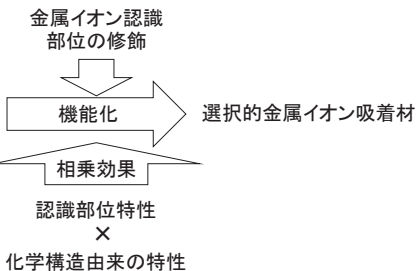 金属イオン認識
部位の修飾
機能化
選択的金属イオン吸着材
相乗効果
認識部位特性
×
化学構造由来の特性